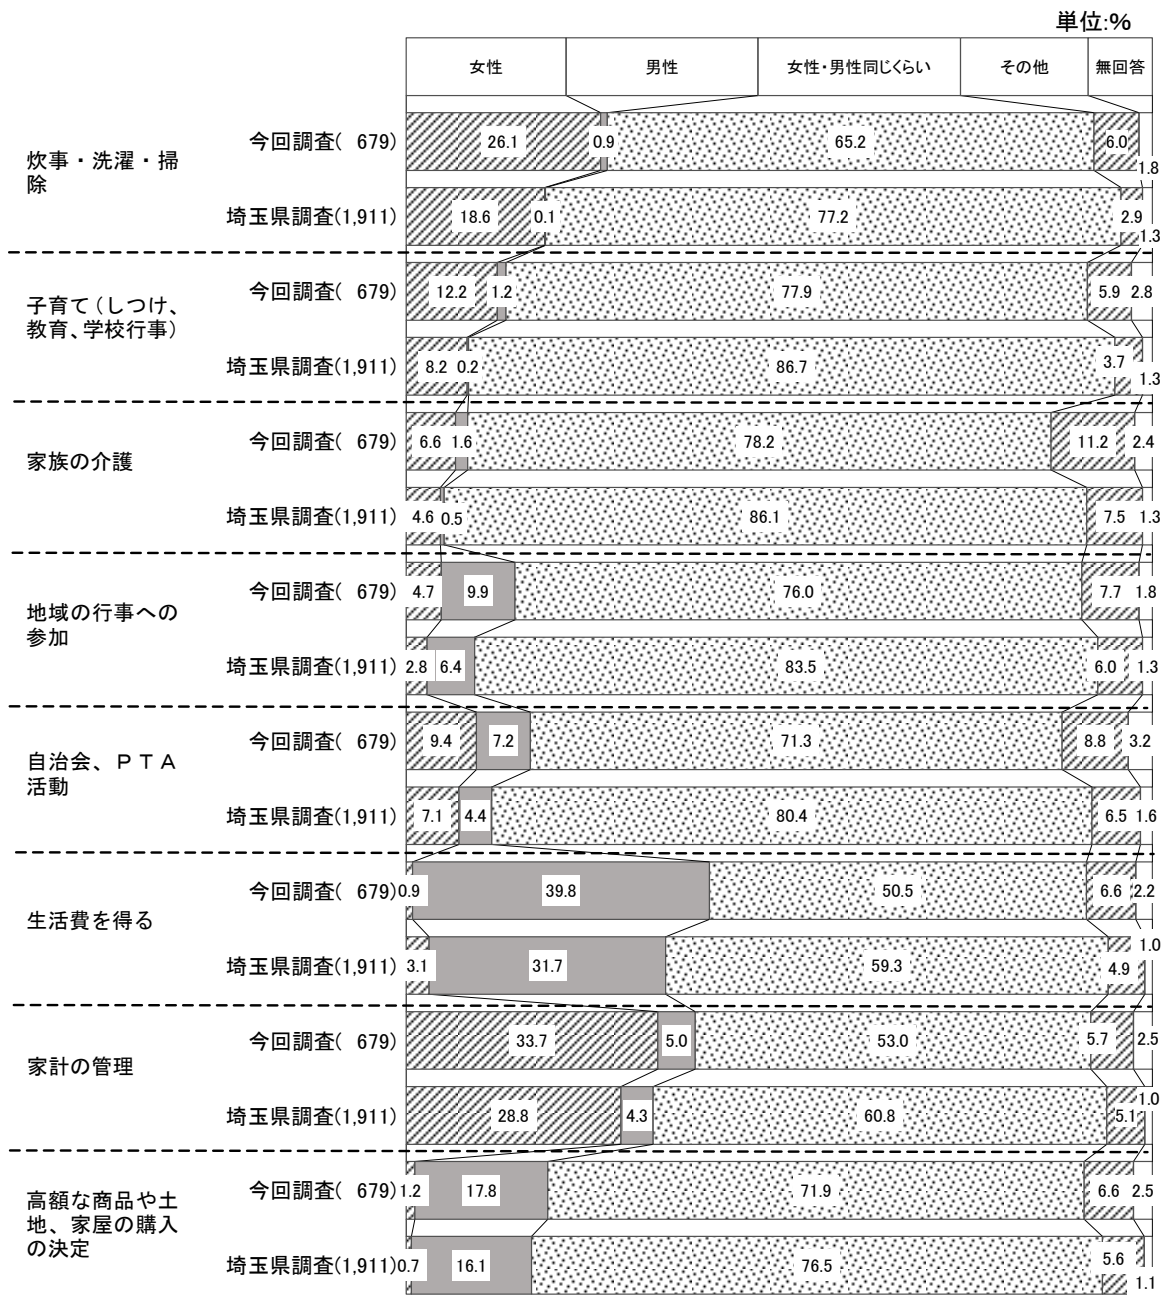 単位:%
女性 男性 女性・男性同じくらい その他 無回答
炊事・洗濯・掃
除
今回調査( 679) 26.1 0.9 65.2 6.0 1.8
埼玉県調査(1,911) 18.6 0.1 77.2 2.9 1.3
子育て(しつけ、
教育、学校行事)
今回調査( 679) 12.2 1.2 77.9 5.9 2.8
埼玉県調査(1,911) 8.2 0.2 86.7 3.7 1.3
家族の介護
今回調査( 679) 6.6 1.6 78.2 11.2 2.4
埼玉県調査(1,911) 4.6 0.5 86.1 7.5 1.3
地域の行事への
参加
今回調査( 679) 4.7 9.9 76.0 7.7 1.8
埼玉県調査(1,911) 2.8 6.4 83.5 6.0 1.3
自治会、ＰＴＡ
活動
今回調査( 679) 9.4 7.2 71.3 8.8 3.2
埼玉県調査(1,911) 7.1 4.4 80.4 6.5 1.6
生活費を得る
今回調査( 679) 0.9 39.8 50.5 6.6 2.2
埼玉県調査(1,911) 3.1 31.7 59.3 4.9 1.0
家計の管理
今回調査( 679) 33.7 5.0 53.0 5.7 2.5
埼玉県調査(1,911) 28.8 4.3 60.8 5.1 1.0
高額な商品や土
地、家屋の購入
の決定
今回調査( 679) 1.2 17.8 71.9 6.6 2.5
埼玉県調査(1,911) 0.7 16.1 76.5 5.6 1.1